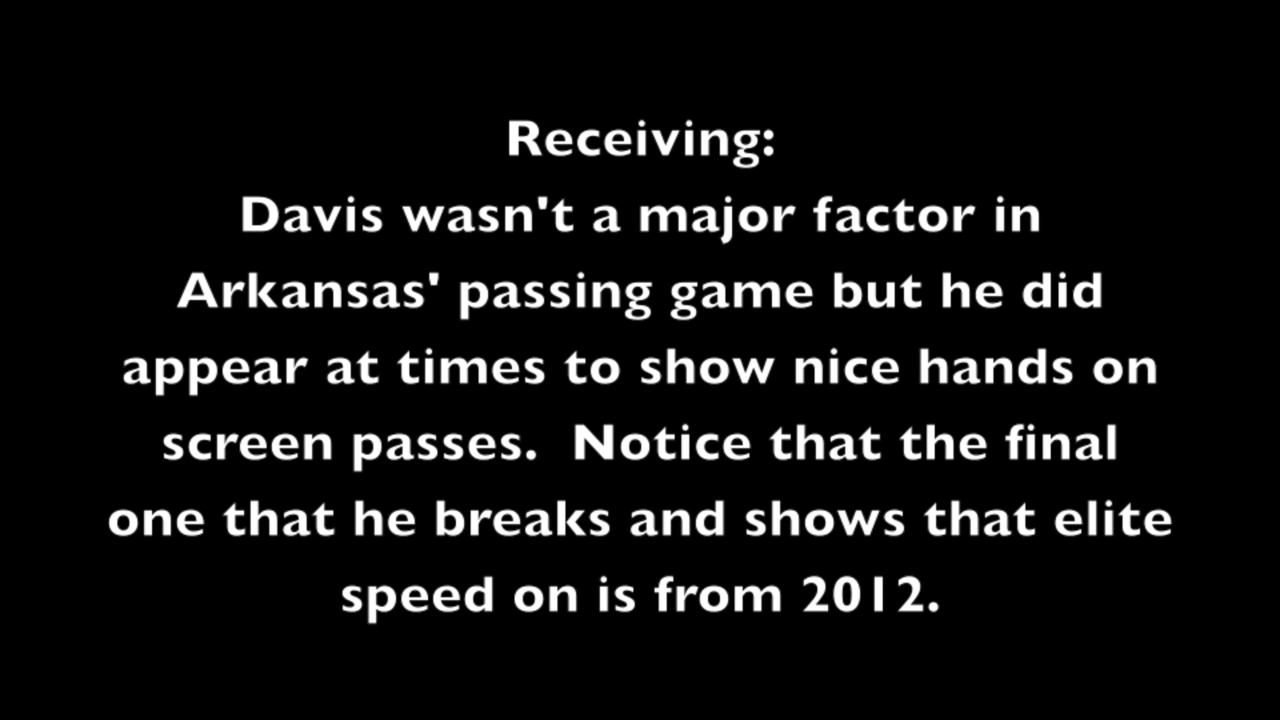 Receiving:
Davis wasn't a major factor in
Arkansas' passing game but he did
appear at times to show nice hands on
screen passes.  Notice that the final
one that he breaks and shows that elite
speed on is from 2012.